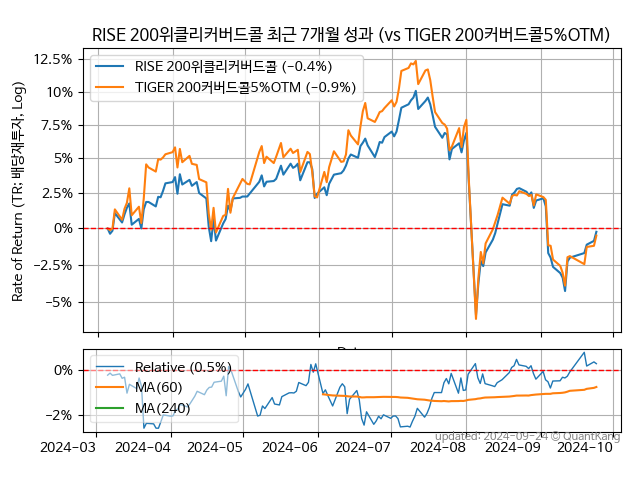 RISE 200위클리커버드콜 최근 7개월 성과 (vs TIGER 200커버드콜5%OTM)
RISE 200위클리커버드콜 (-0.4%)
TIGER 200커버드콜5%OTM (-0.9%)
Rate of Return (TR: 배당재투자, Log)
12.5%
10%
7.5%
5%
2.5%
0%
−2.5%
−5%
Relative (0.5%)
MA(60)
MA(240)
0%
−2%
2024-03
2024-04
2024-05
2024-06
2024-07
2024-08
2024-09
2024-10
updated: 2024-09-24 © QuantKang